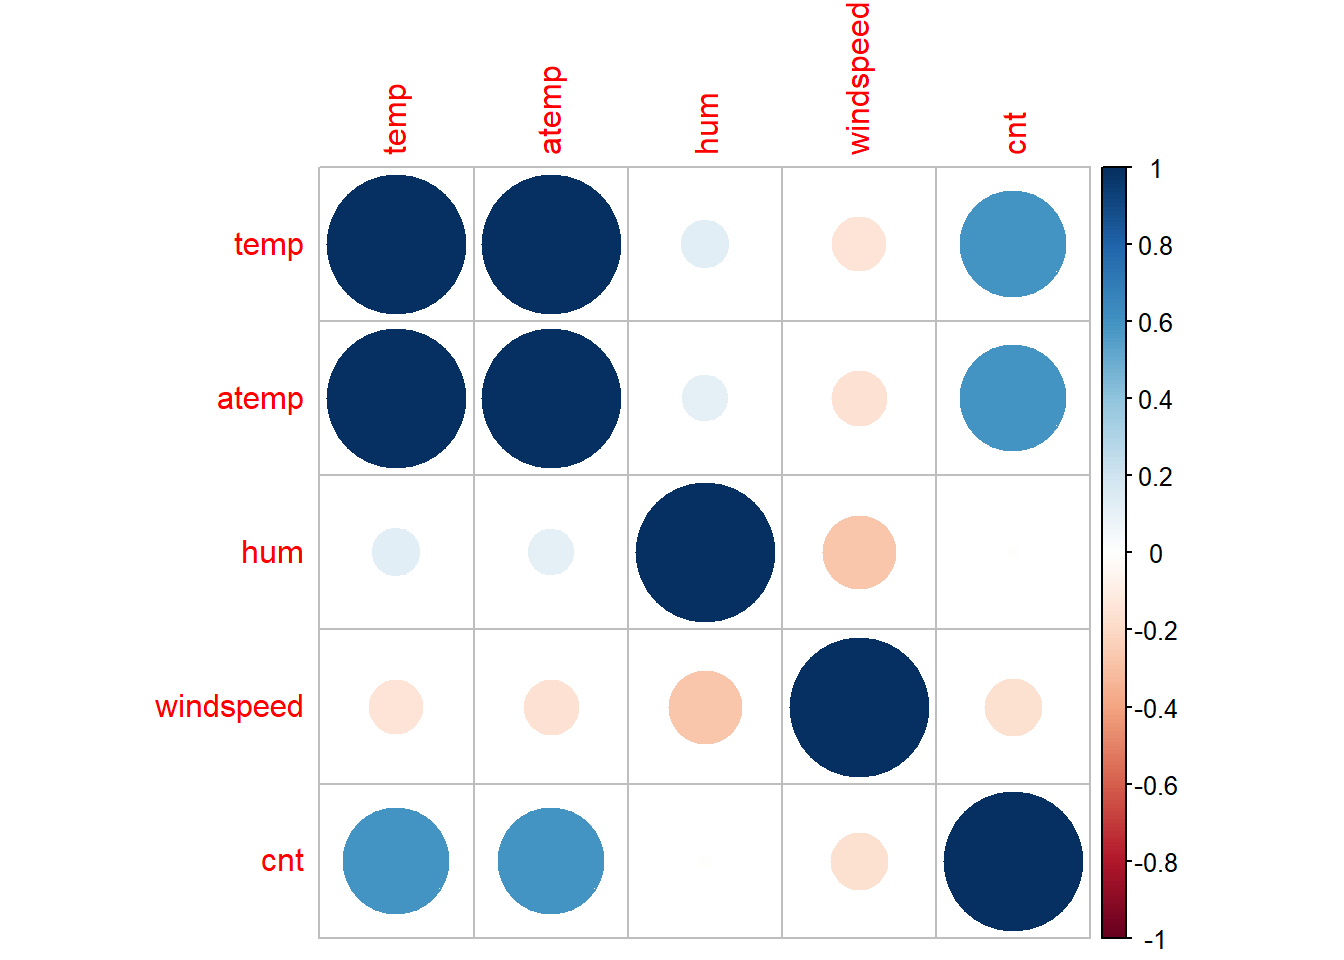 temp
atemp
hum
windspeed
cnt
temp
atemp
hum
windspeed
cnt
1
0.8
0.6
0.4
0.2
0
-0.2
-0.4
-0.6
-0.8
-1